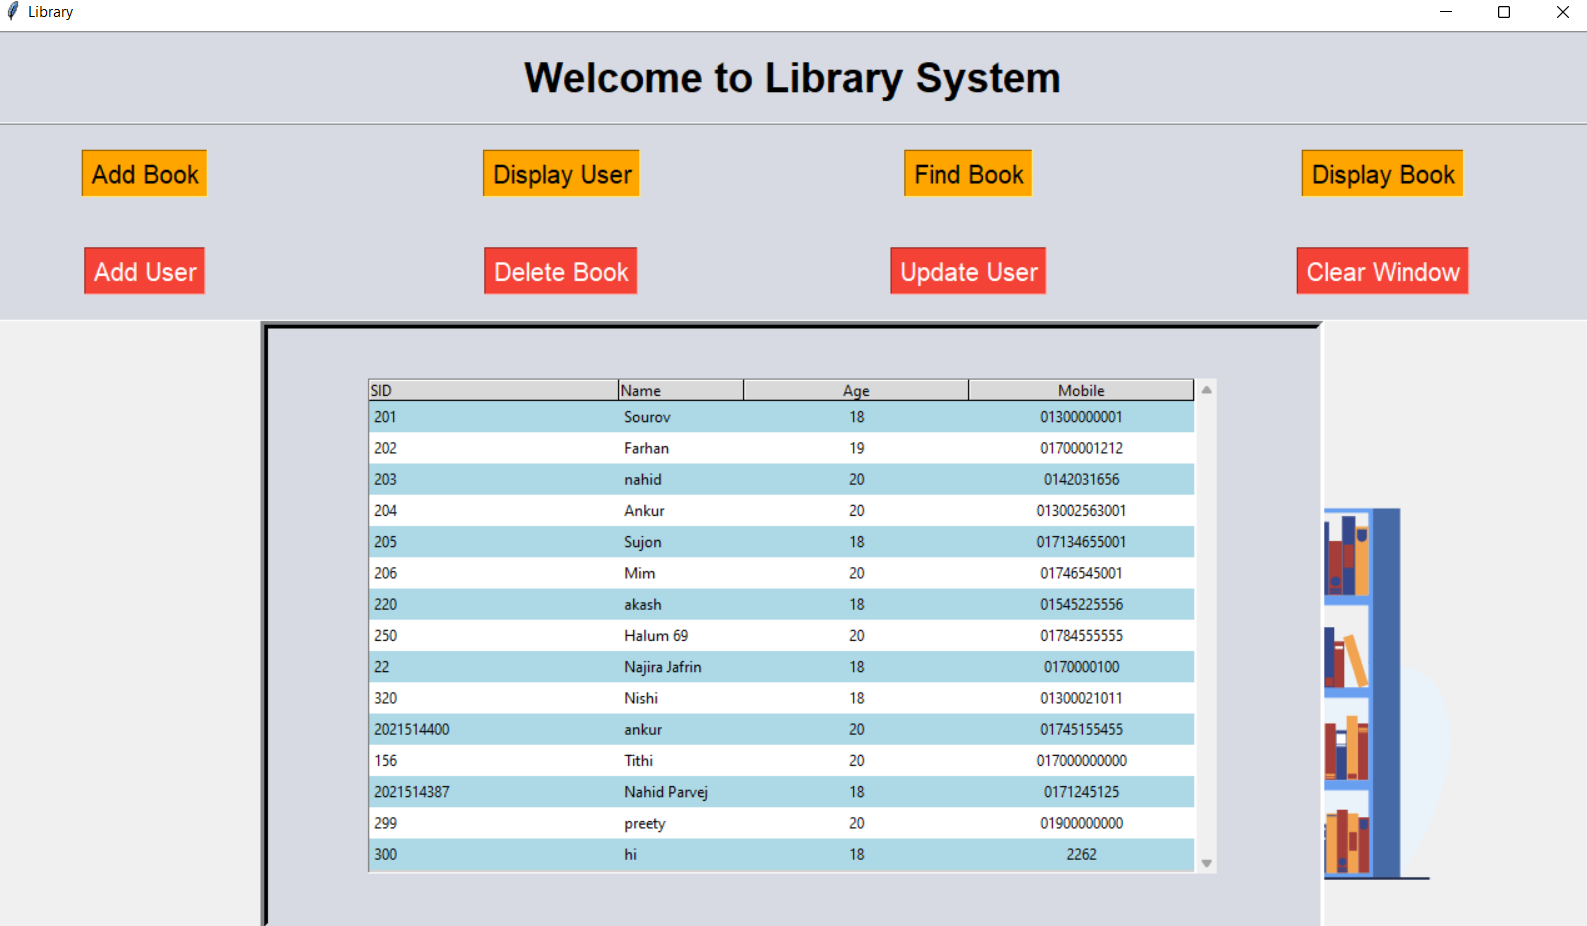 Library
Welcome to Library System
Add Book Display User Find Book Display Book
Add User Delete Book Update User Clear Window
SID Name Age Mobile
201 Sourov 18 01300000001
202 Farhan 19 01700001212
203 nahid 20 0142031656
204 Ankur 20 013002563001
205 Sujon 18 017134655001
206 Mim 20 01746545001
220 akash 18 01545225556
250 Halum 69 20 01784555555
22 Najira Jafrin 18 0170000100
320 Nishi 18 01300021011
2021514400 ankur 20 01745155455
156 Tithi 20 017000000000
2021514387 Nahid Parvej 18 0171245125
299 preety 20 01900000000
300 hi 18 2262